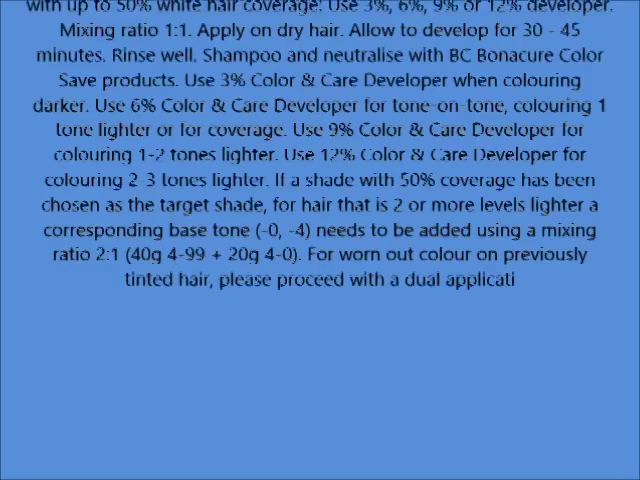 with up to 50% white hair coverage: Use 3%, 6%, 9% or 12% developer.
Mixing ratio 1:1. Apply on dry hair. Allow to develop for 30 - 45
minutes. Rinse well. Shampoo and neutralise with BC Bonacure Color
Save products. Use 3% Color & Care Developer when colouring
darker. Use 6% Color & Care Developer for tone-on-tone, colouring 1
tone lighter or for coverage. Use 9% Color & Care Developer for
colouring 1-2 tones lighter. Use 12% Color & Care Developer for
colouring 2-3 tones lighter. If a shade with 50% coverage has been
chosen as the target shade, for hair that is 2 or more levels lighter a
corresponding base tone (-0, -4) needs to be added using a mixing
ratio 2:1 (40g 4-99 + 20g 4-0). For worn out colour on previously
tinted hair, please proceed with a dual applicati